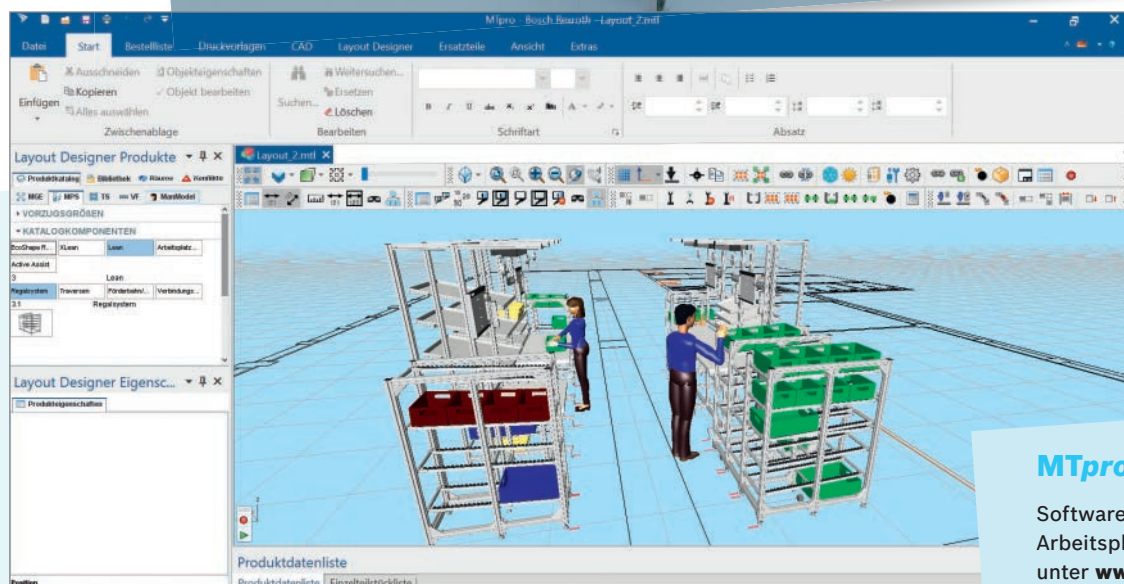 MTpro - Bosch Rexroth - Layout_2.mtl
Datei Start Bestellliste Druckvorlagen CAD Layout Designer Ersatzteile Ansicht Extras
Ausschneiden Objekteigenschaften Weitersuchen...
Einfügen Kopieren Objekt bearbeiten Suchen... Ersetzen
Alles auswählen Löschen
Zwischenablage Bearbeiten Schriftart Absatz
Layout Designer Produkte
Layout_2.mtl
Produktkatalog Bibliothek Räume Konflikte
MGE MPS TS VF ManModel
VORZUGSGRÖßEN
KATALOGKOMPONENTEN
XLean Lean Arbeitsplatz...
Active Assist
3 Lean
Regalsystem Traversen Förderbahn/... Verbindungs...
3.1 Regalsystem
Layout Designer Eigensc...
Produkteigenschaften
Produktdatenliste
Produktdatenliste Einzelteilstückliste
Position
MTpro
Software
Arbeitspl
unter ww